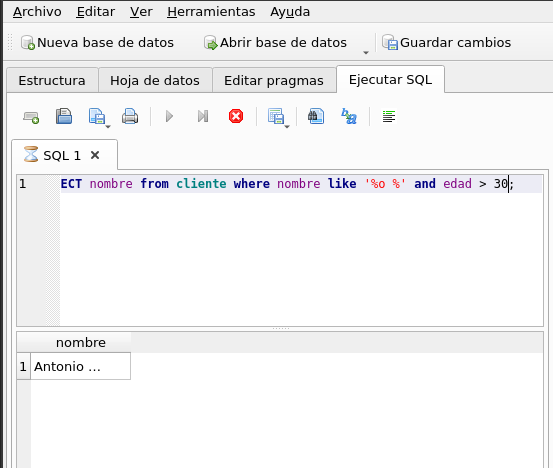 Archivo Editar Ver Herramientas Ayuda
Nueva base de datos Abrir base de datos Guardar cambios
Estructura Hoja de datos Editar pragmas Ejecutar SQL
SQL 1
1 ECT nombre from cliente where nombre like '%o %' and edad > 30;
nombre
1 Antonio ...